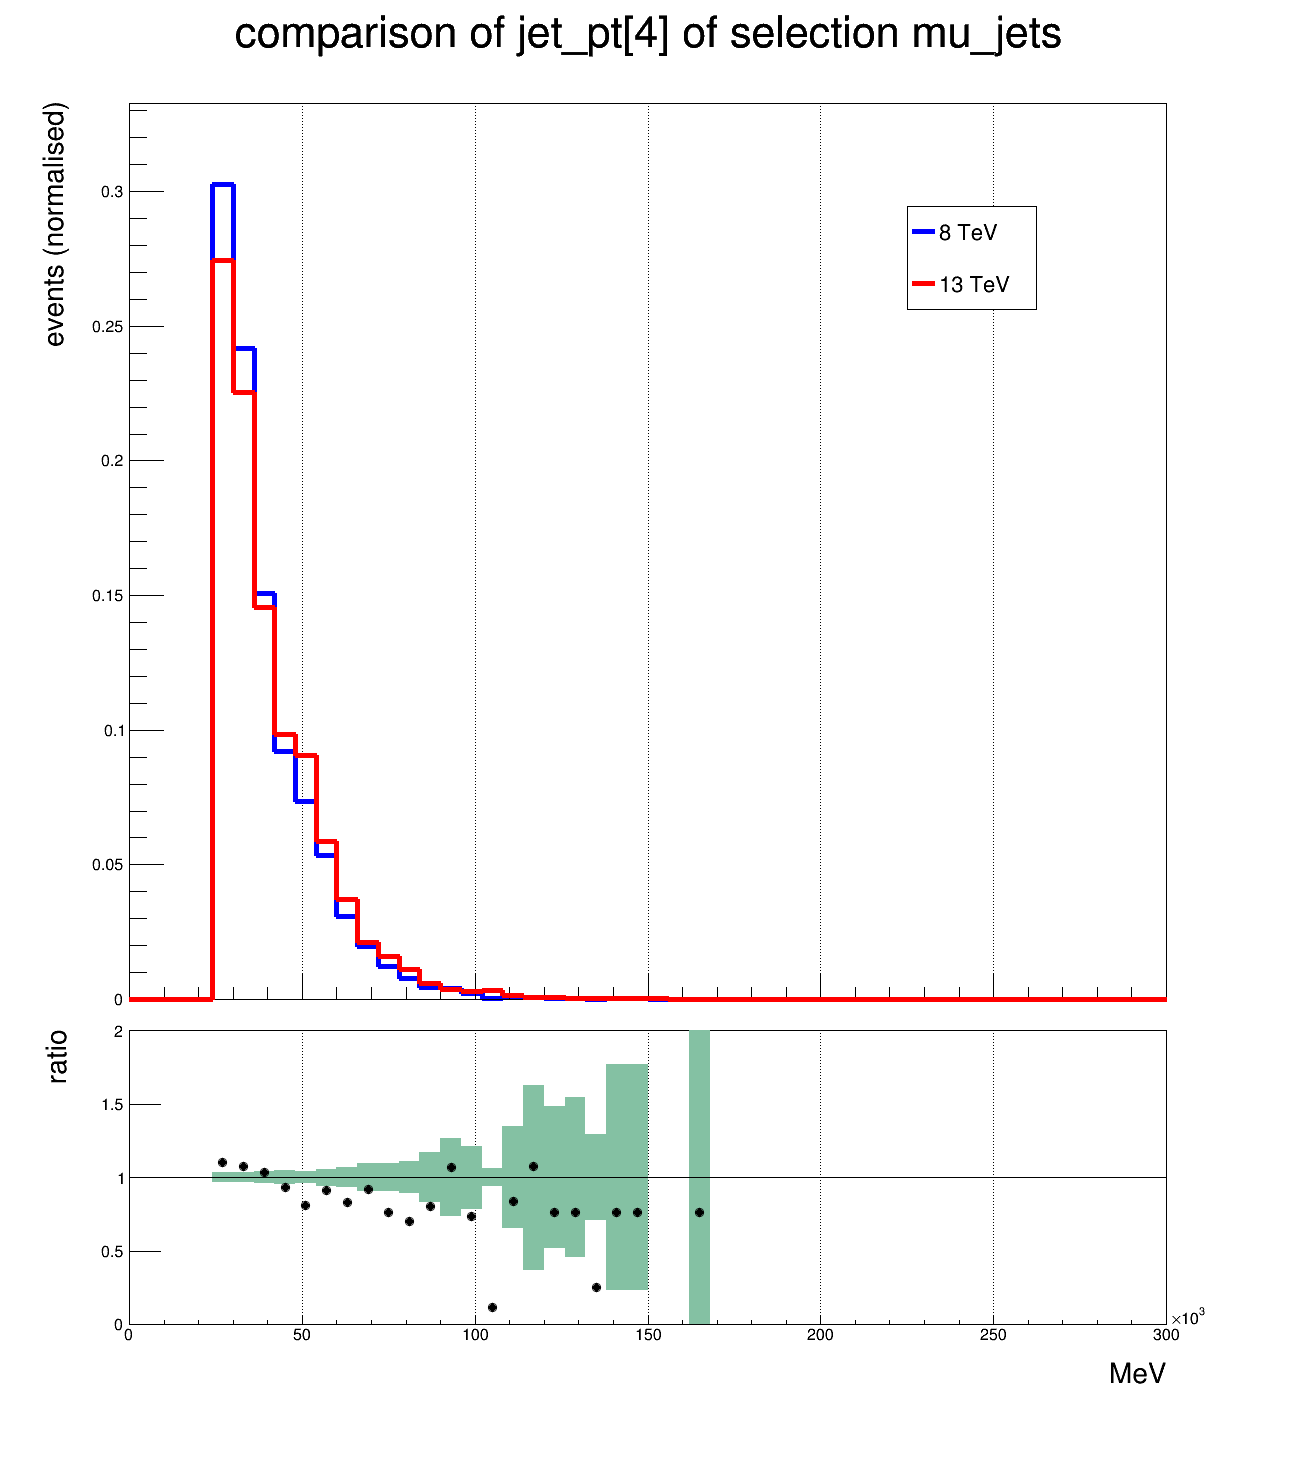 comparison of jet_pt[4] of selection mu_jets
events (normalised)
0.3
0.25
0.2
0.15
0.1
0.05
0
8 TeV
13 TeV
ratio
2
1.5
1
0.5
0
0 50 100 150 200 250 300
×10³
MeV